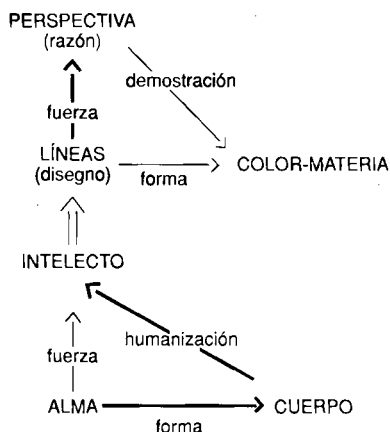 PERSPECTIVA
(razón)
demostración
fuerza
LÍNEAS
(disegno)
forma
COLOR-MATERIA
INTELECTO
humanización
fuerza
ALMA
forma
CUERPO